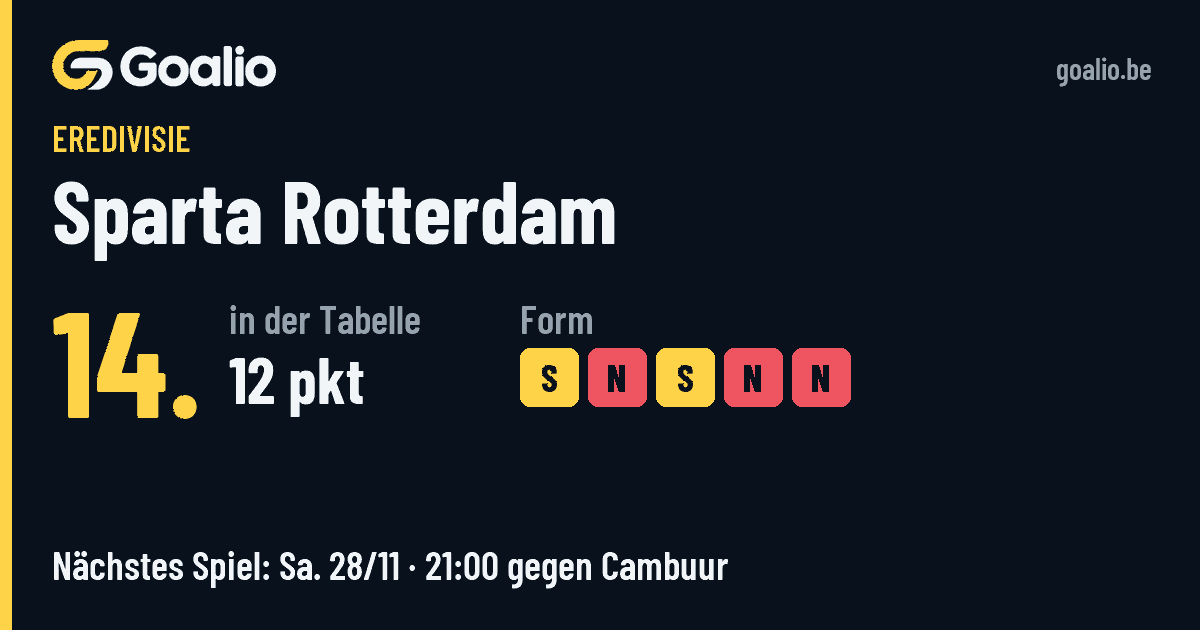 Goalio
goalio.be
EREDIVISIE
Sparta Rotterdam
14.
in der Tabelle
12 pkt
Form
S N S N N
Nächstes Spiel: Sa. 28/11 · 21:00 gegen Cambuur